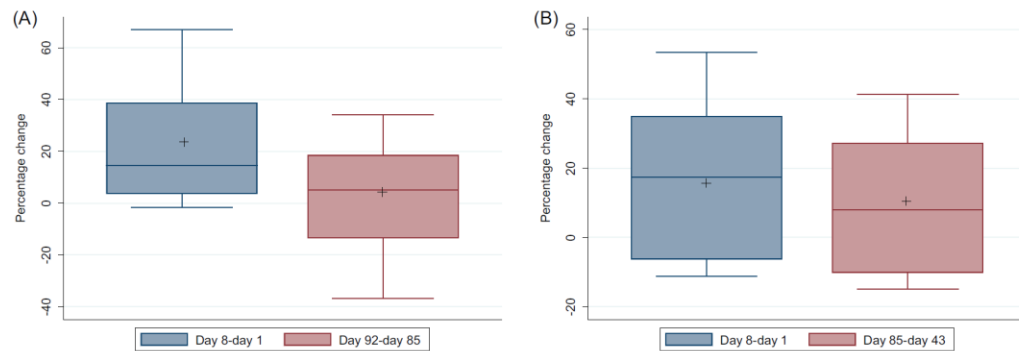 (A)
Percentage change
60
40
20
0
-20
-40
Day 8-day 1
Day 92-day 85
(B)
Percentage change
60
40
20
0
-20
Day 8-day 1
Day 85-day 43